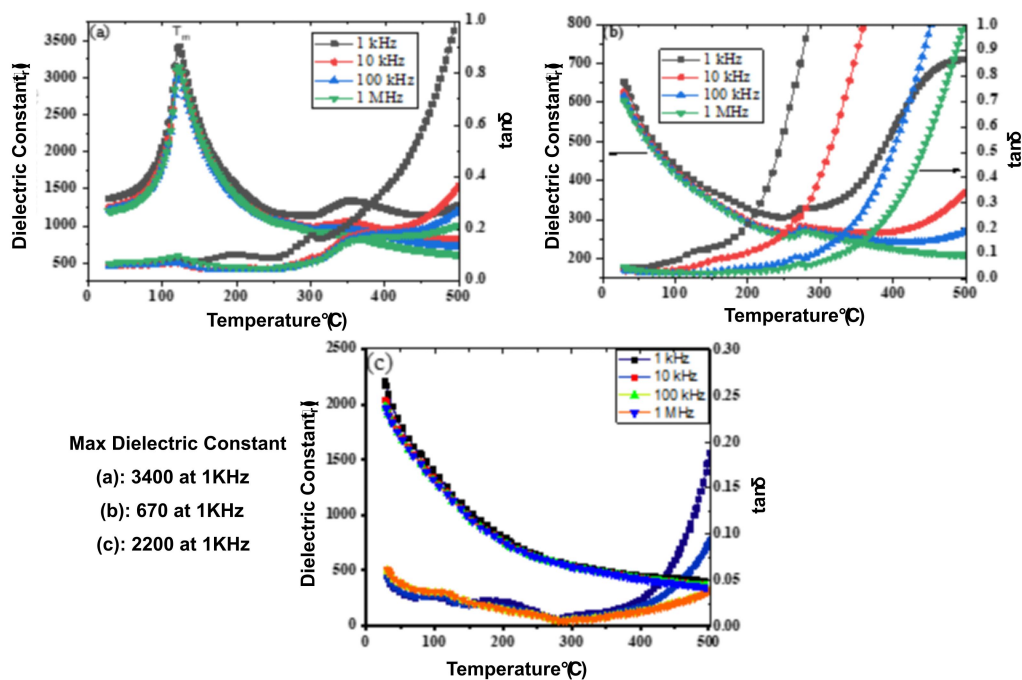 (a)
T_m
1.0
3500
3000
2500
2000
1500
1000
500
Dielectric Constant
1 kHz
10 kHz
100 kHz
1 MHz
0.8
0.6
0.4
0.2
0.0
tanδ
0 100 200 300 400 500
Temperature°(C)
(b)
800
700
600
500
400
300
200
Dielectric Constant
1 kHz
10 kHz
100 kHz
1 MHz
1.0
0.9
0.8
0.7
0.6
0.5
0.4
0.3
0.2
0.1
0.0
tanδ
0 100 200 300 400 500
Temperature°(C)
Max Dielectric Constant
(a): 3400 at 1KHz
(b): 670 at 1KHz
(c): 2200 at 1KHz
(c)
2500
2000
1500
1000
500
0
Dielectric Constant
1 kHz
10 kHz
100 kHz
1 MHz
0.30
0.25
0.20
0.15
0.10
0.05
0.00
tanδ
0 100 200 300 400 500
Temperature°(C)